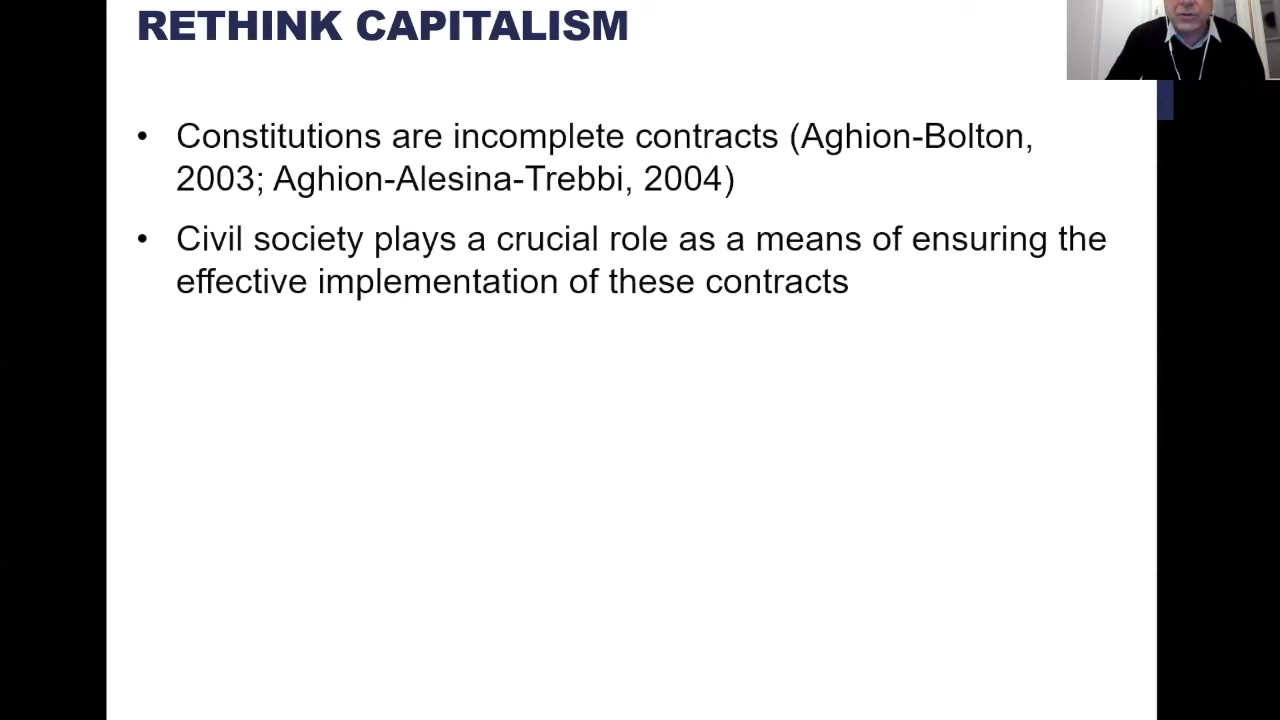 RETHINK CAPITALISM
• Constitutions are incomplete contracts (Aghion-Bolton,
2003; Aghion-Alesina-Trebbi, 2004)
• Civil society plays a crucial role as a means of ensuring the
effective implementation of these contracts